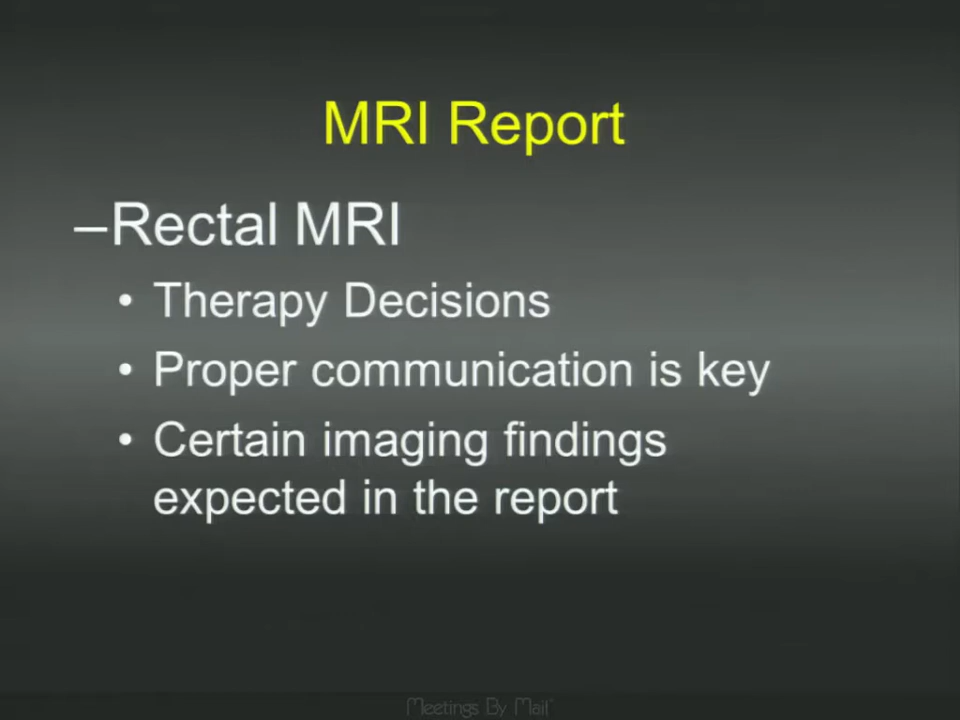 MRI Report
–Rectal MRI
• Therapy Decisions
• Proper communication is key
• Certain imaging findings
expected in the report
Meetings By Mail